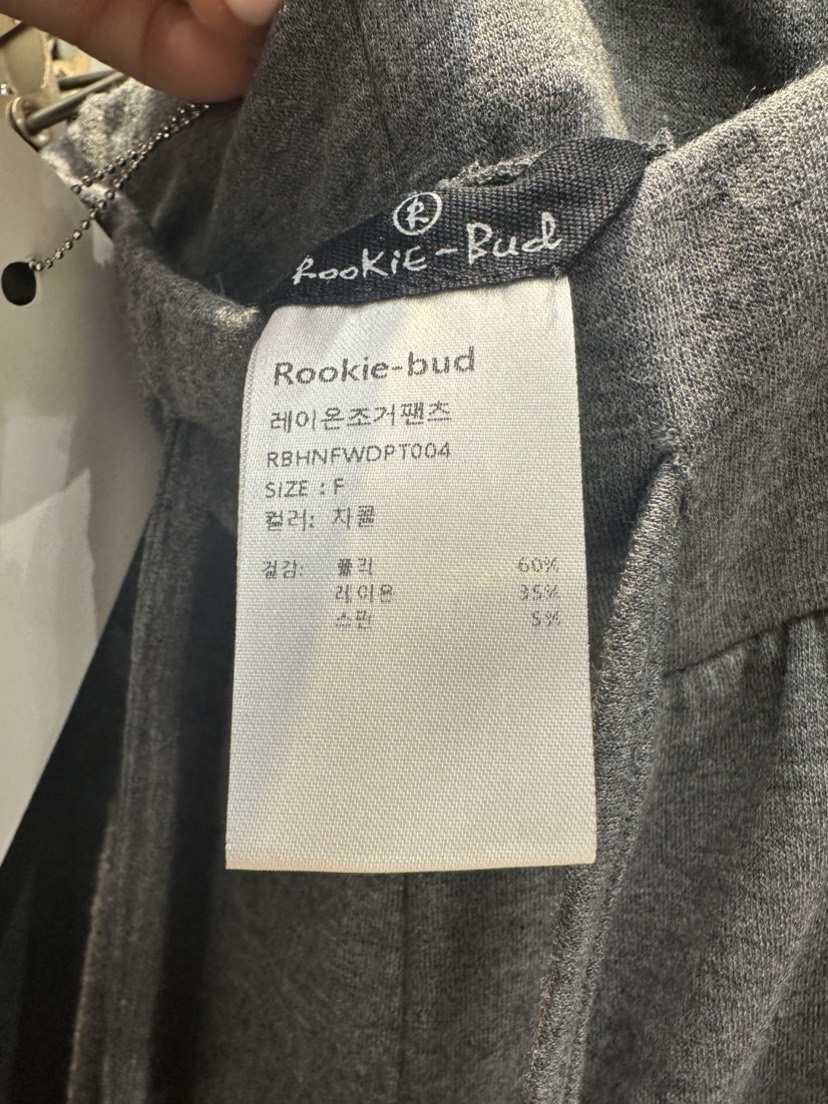 R
RooKiE-Bud
Rookie-bud
레이온조거팬츠
RBHNFWDPT004
SIZE : F
컬러: 차콜
겉감: 폴리 60%
레이온 35%
스판 5%